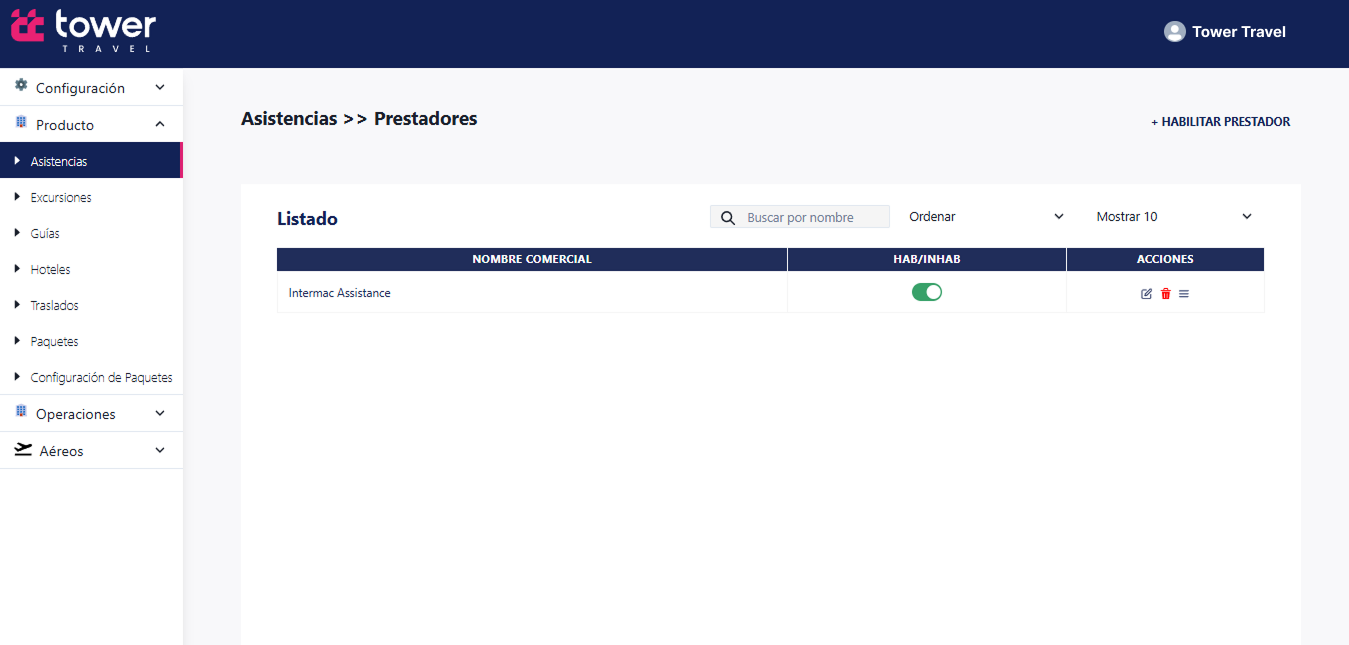 tower
TRAVEL
Tower Travel
Configuración
Producto
Asistencias
Excursiones
Guías
Hoteles
Traslados
Paquetes
Configuración de Paquetes
Operaciones
Aéreos
Asistencias >> Prestadores
+ HABILITAR PRESTADOR
Listado
Buscar por nombre
Ordenar
Mostrar 10
NOMBRE COMERCIAL HAB/INHAB ACCIONES
Intermac Assistance